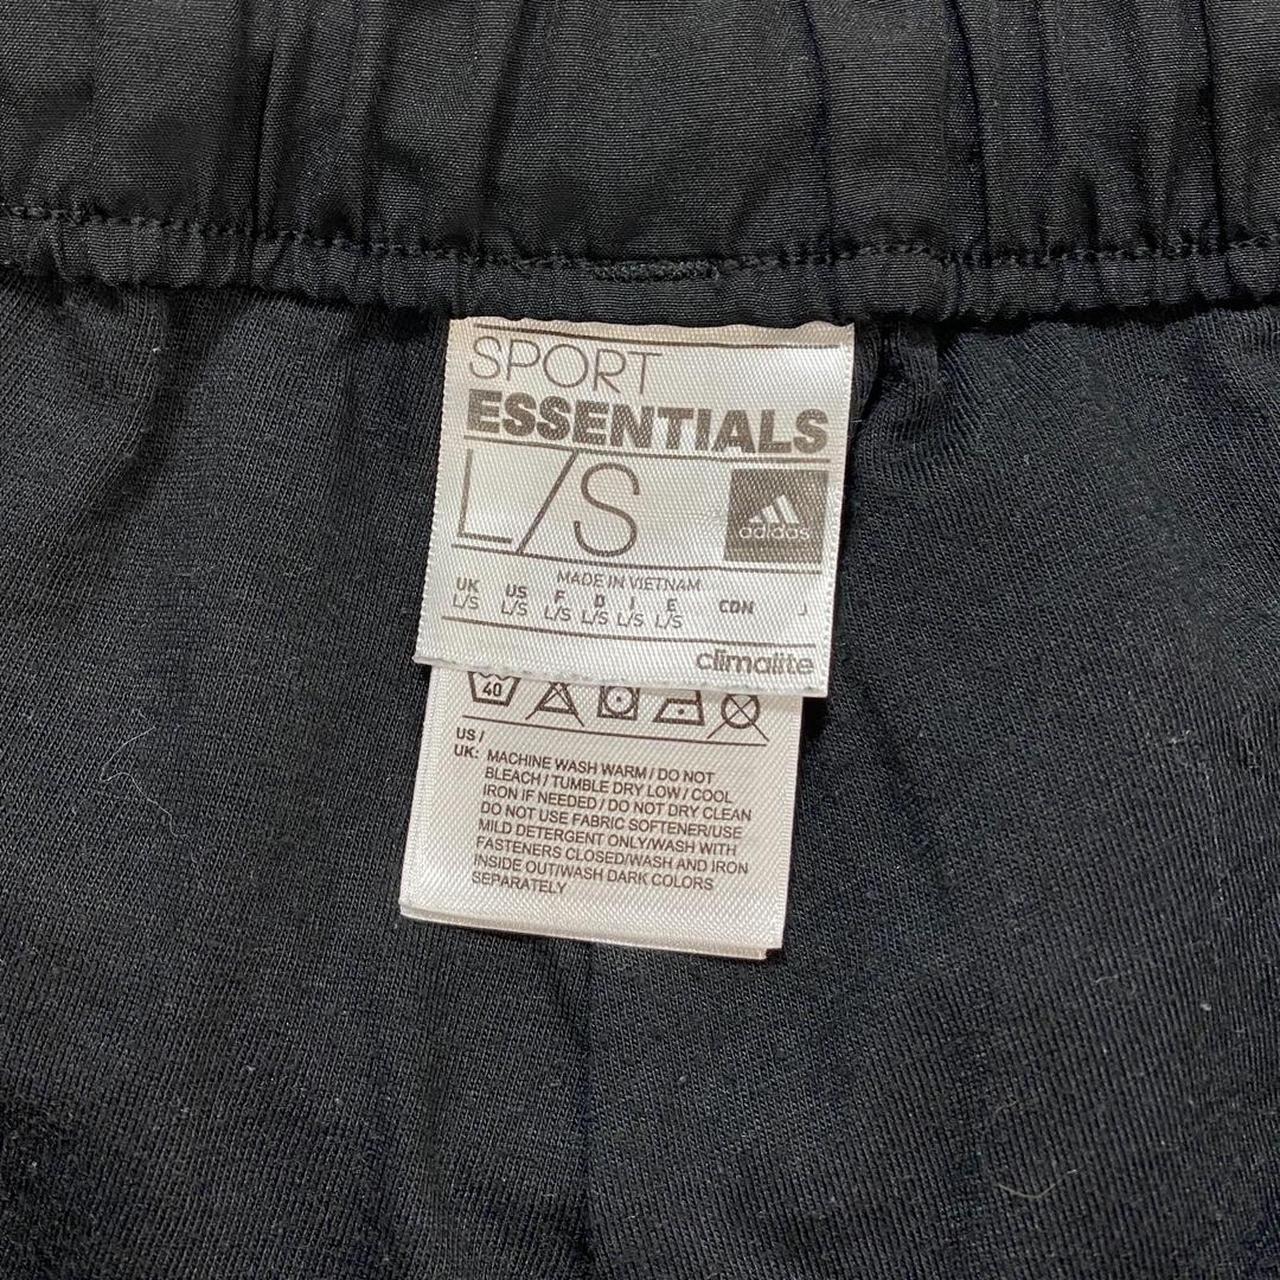 SPORT
ESSENTIALS
L/S
adidas
MADE IN VIETNAM
UK US F D I E CDN J
L/S L/S L/S L/S L/S L/S
climalite
40
US /
UK: MACHINE WASH WARM / DO NOT
BLEACH / TUMBLE DRY LOW / COOL
IRON IF NEEDED / DO NOT DRY CLEAN
DO NOT USE FABRIC SOFTENER/USE
MILD DETERGENT ONLY/WASH WITH
FASTENERS CLOSED/WASH AND IRON
INSIDE OUT/WASH DARK COLORS
SEPARATELY